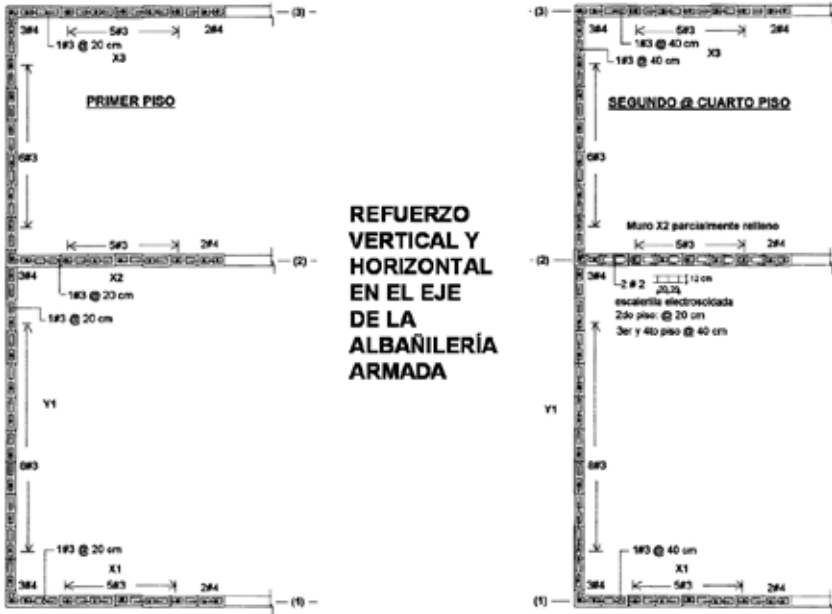 (3)
3#4
5#3
2#4
1#3 @ 20 cm
X3
PRIMER PISO
6#3
5#3
2#4
(2)
3#4
X2
1#3 @ 20 cm
1#3 @ 20 cm
Y1
8#3
1#3 @ 20 cm
X1
3#4
5#3
2#4
(1)
REFUERZO
VERTICAL Y
HORIZONTAL
EN EL EJE
DE LA
ALBAÑILERÍA
ARMADA
(3)
3#4
5#3
2#4
1#3 @ 40 cm
X3
1#3 @ 40 cm
SEGUNDO @ CUARTO PISO
6#3
Muro X2 parcialmente relleno
5#3
2#4
(2)
3#4
2 # 2
12 cm
20,20
escalerilla electrosoldada
2do piso: @ 20 cm
3er y 4to piso @ 40 cm
Y1
8#3
1#3 @ 40 cm
X1
3#4
5#3
2#4
(1)